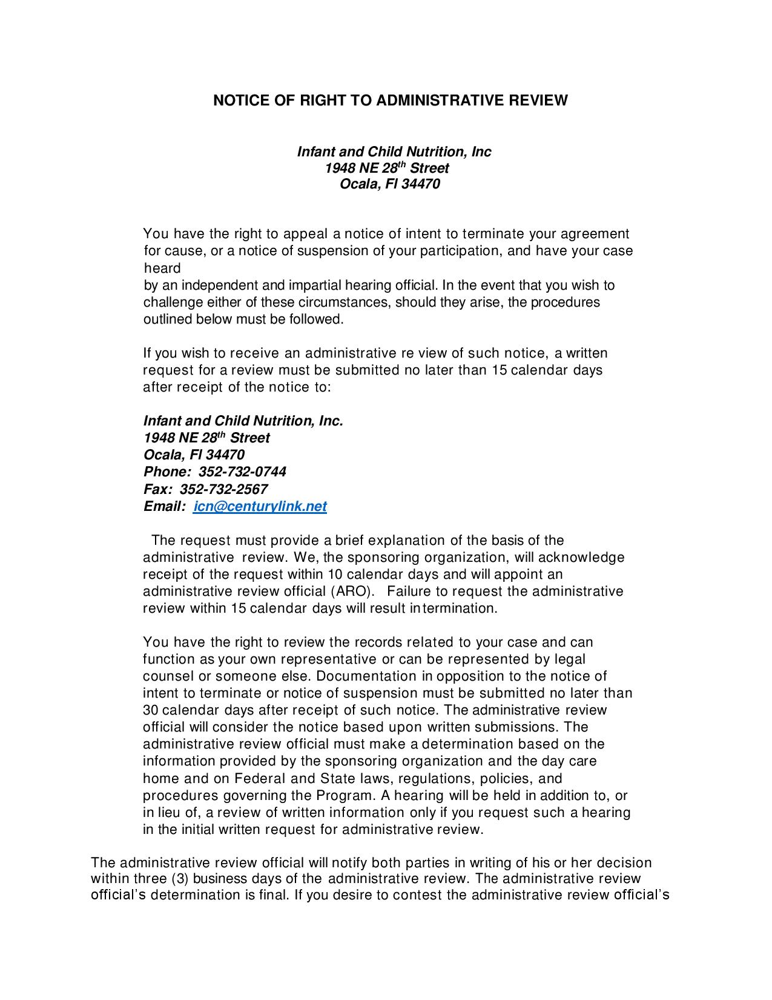 NOTICE OF RIGHT TO ADMINISTRATIVE REVIEW
Infant and Child Nutrition, Inc
1948 NE 28th Street
Ocala, Fl 34470
You have the right to appeal a notice of intent to terminate your agreement
for cause, or a notice of suspension of your participation, and have your case
heard
by an independent and impartial hearing official. In the event that you wish to
challenge either of these circumstances, should they arise, the procedures
outlined below must be followed.
If you wish to receive an administrative re view of such notice, a written
request for a review must be submitted no later than 15 calendar days
after receipt of the notice to:
Infant and Child Nutrition, Inc.
1948 NE 28th Street
Ocala, Fl 34470
Phone: 352-732-0744
Fax: 352-732-2567
Email: icn@centurylink.net
The request must provide a brief explanation of the basis of the
administrative review. We, the sponsoring organization, will acknowledge
receipt of the request within 10 calendar days and will appoint an
administrative review official (ARO). Failure to request the administrative
review within 15 calendar days will result in termination.
You have the right to review the records related to your case and can
function as your own representative or can be represented by legal
counsel or someone else. Documentation in opposition to the notice of
intent to terminate or notice of suspension must be submitted no later than
30 calendar days after receipt of such notice. The administrative review
official will consider the notice based upon written submissions. The
administrative review official must make a determination based on the
information provided by the sponsoring organization and the day care
home and on Federal and State laws, regulations, policies, and
procedures governing the Program. A hearing will be held in addition to, or
in lieu of, a review of written information only if you request such a hearing
in the initial written request for administrative review.
The administrative review official will notify both parties in writing of his or her decision
within three (3) business days of the administrative review. The administrative review
official's determination is final. If you desire to contest the administrative review official's